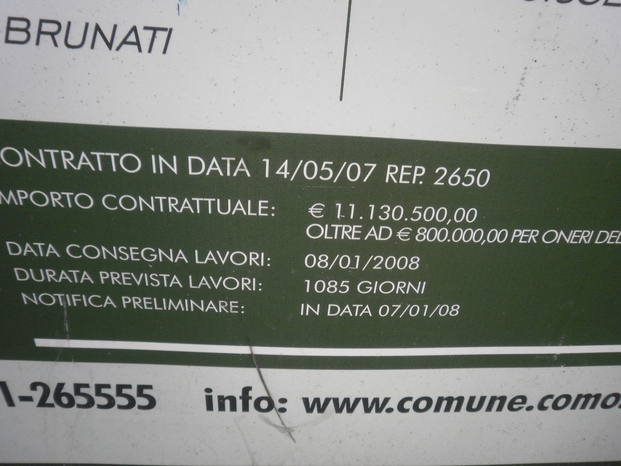 BRUNATI
ONTRATTO IN DATA 14/05/07 REP. 2650
MPORTO CONTRATTUALE: € 11.130.500,00
OLTRE AD € 800.000,00 PER ONERI DEL
DATA CONSEGNA LAVORI: 08/01/2008
DURATA PREVISTA LAVORI: 1085 GIORNI
NOTIFICA PRELIMINARE: IN DATA 07/01/08
1-265555 info: www.comune.como.